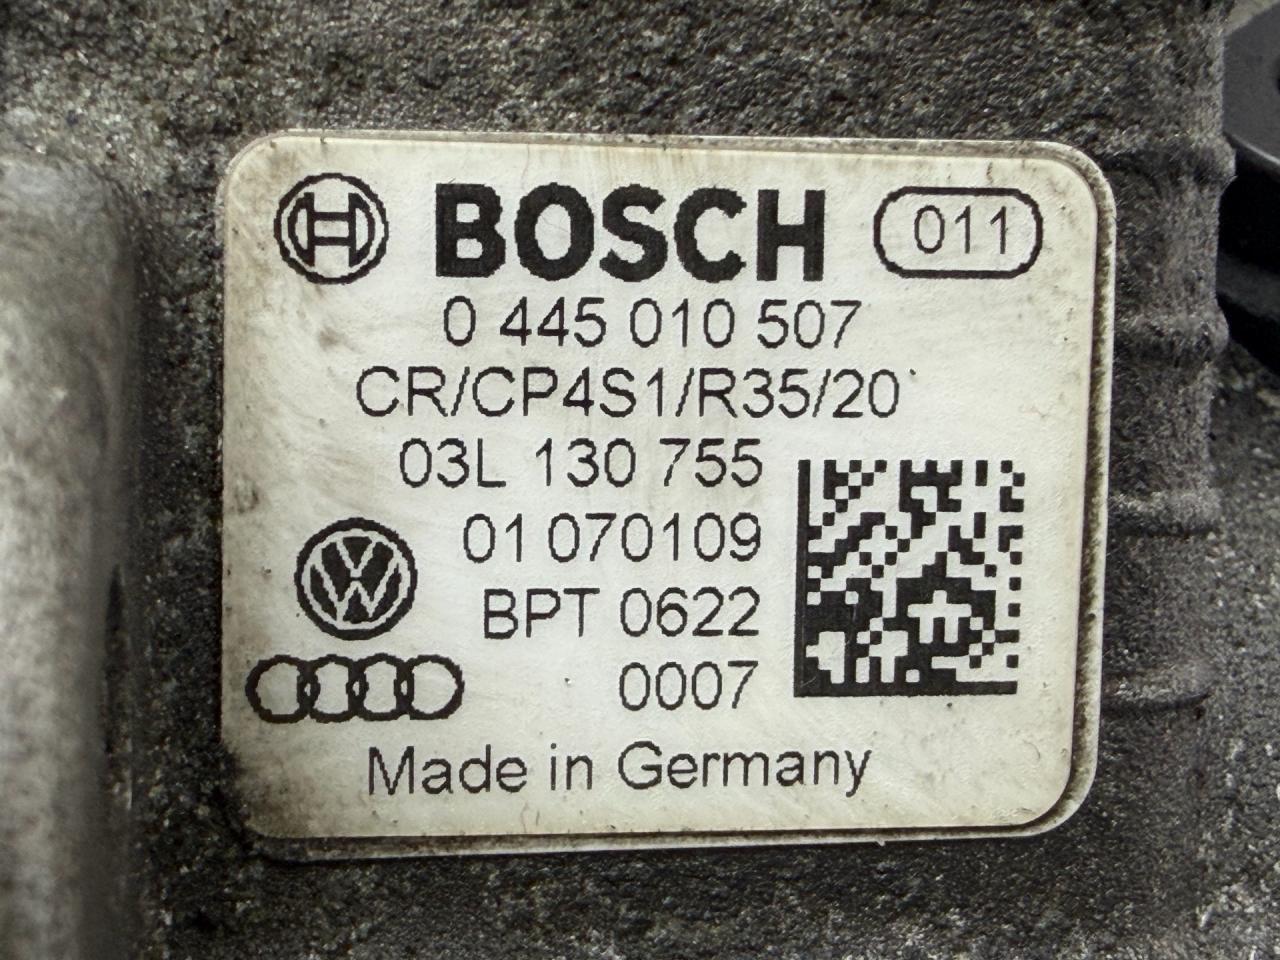 BOSCH 011
0 445 010 507
CR/CP4S1/R35/20
03L 130 755
01 070109
BPT 0622
0007
Made in Germany